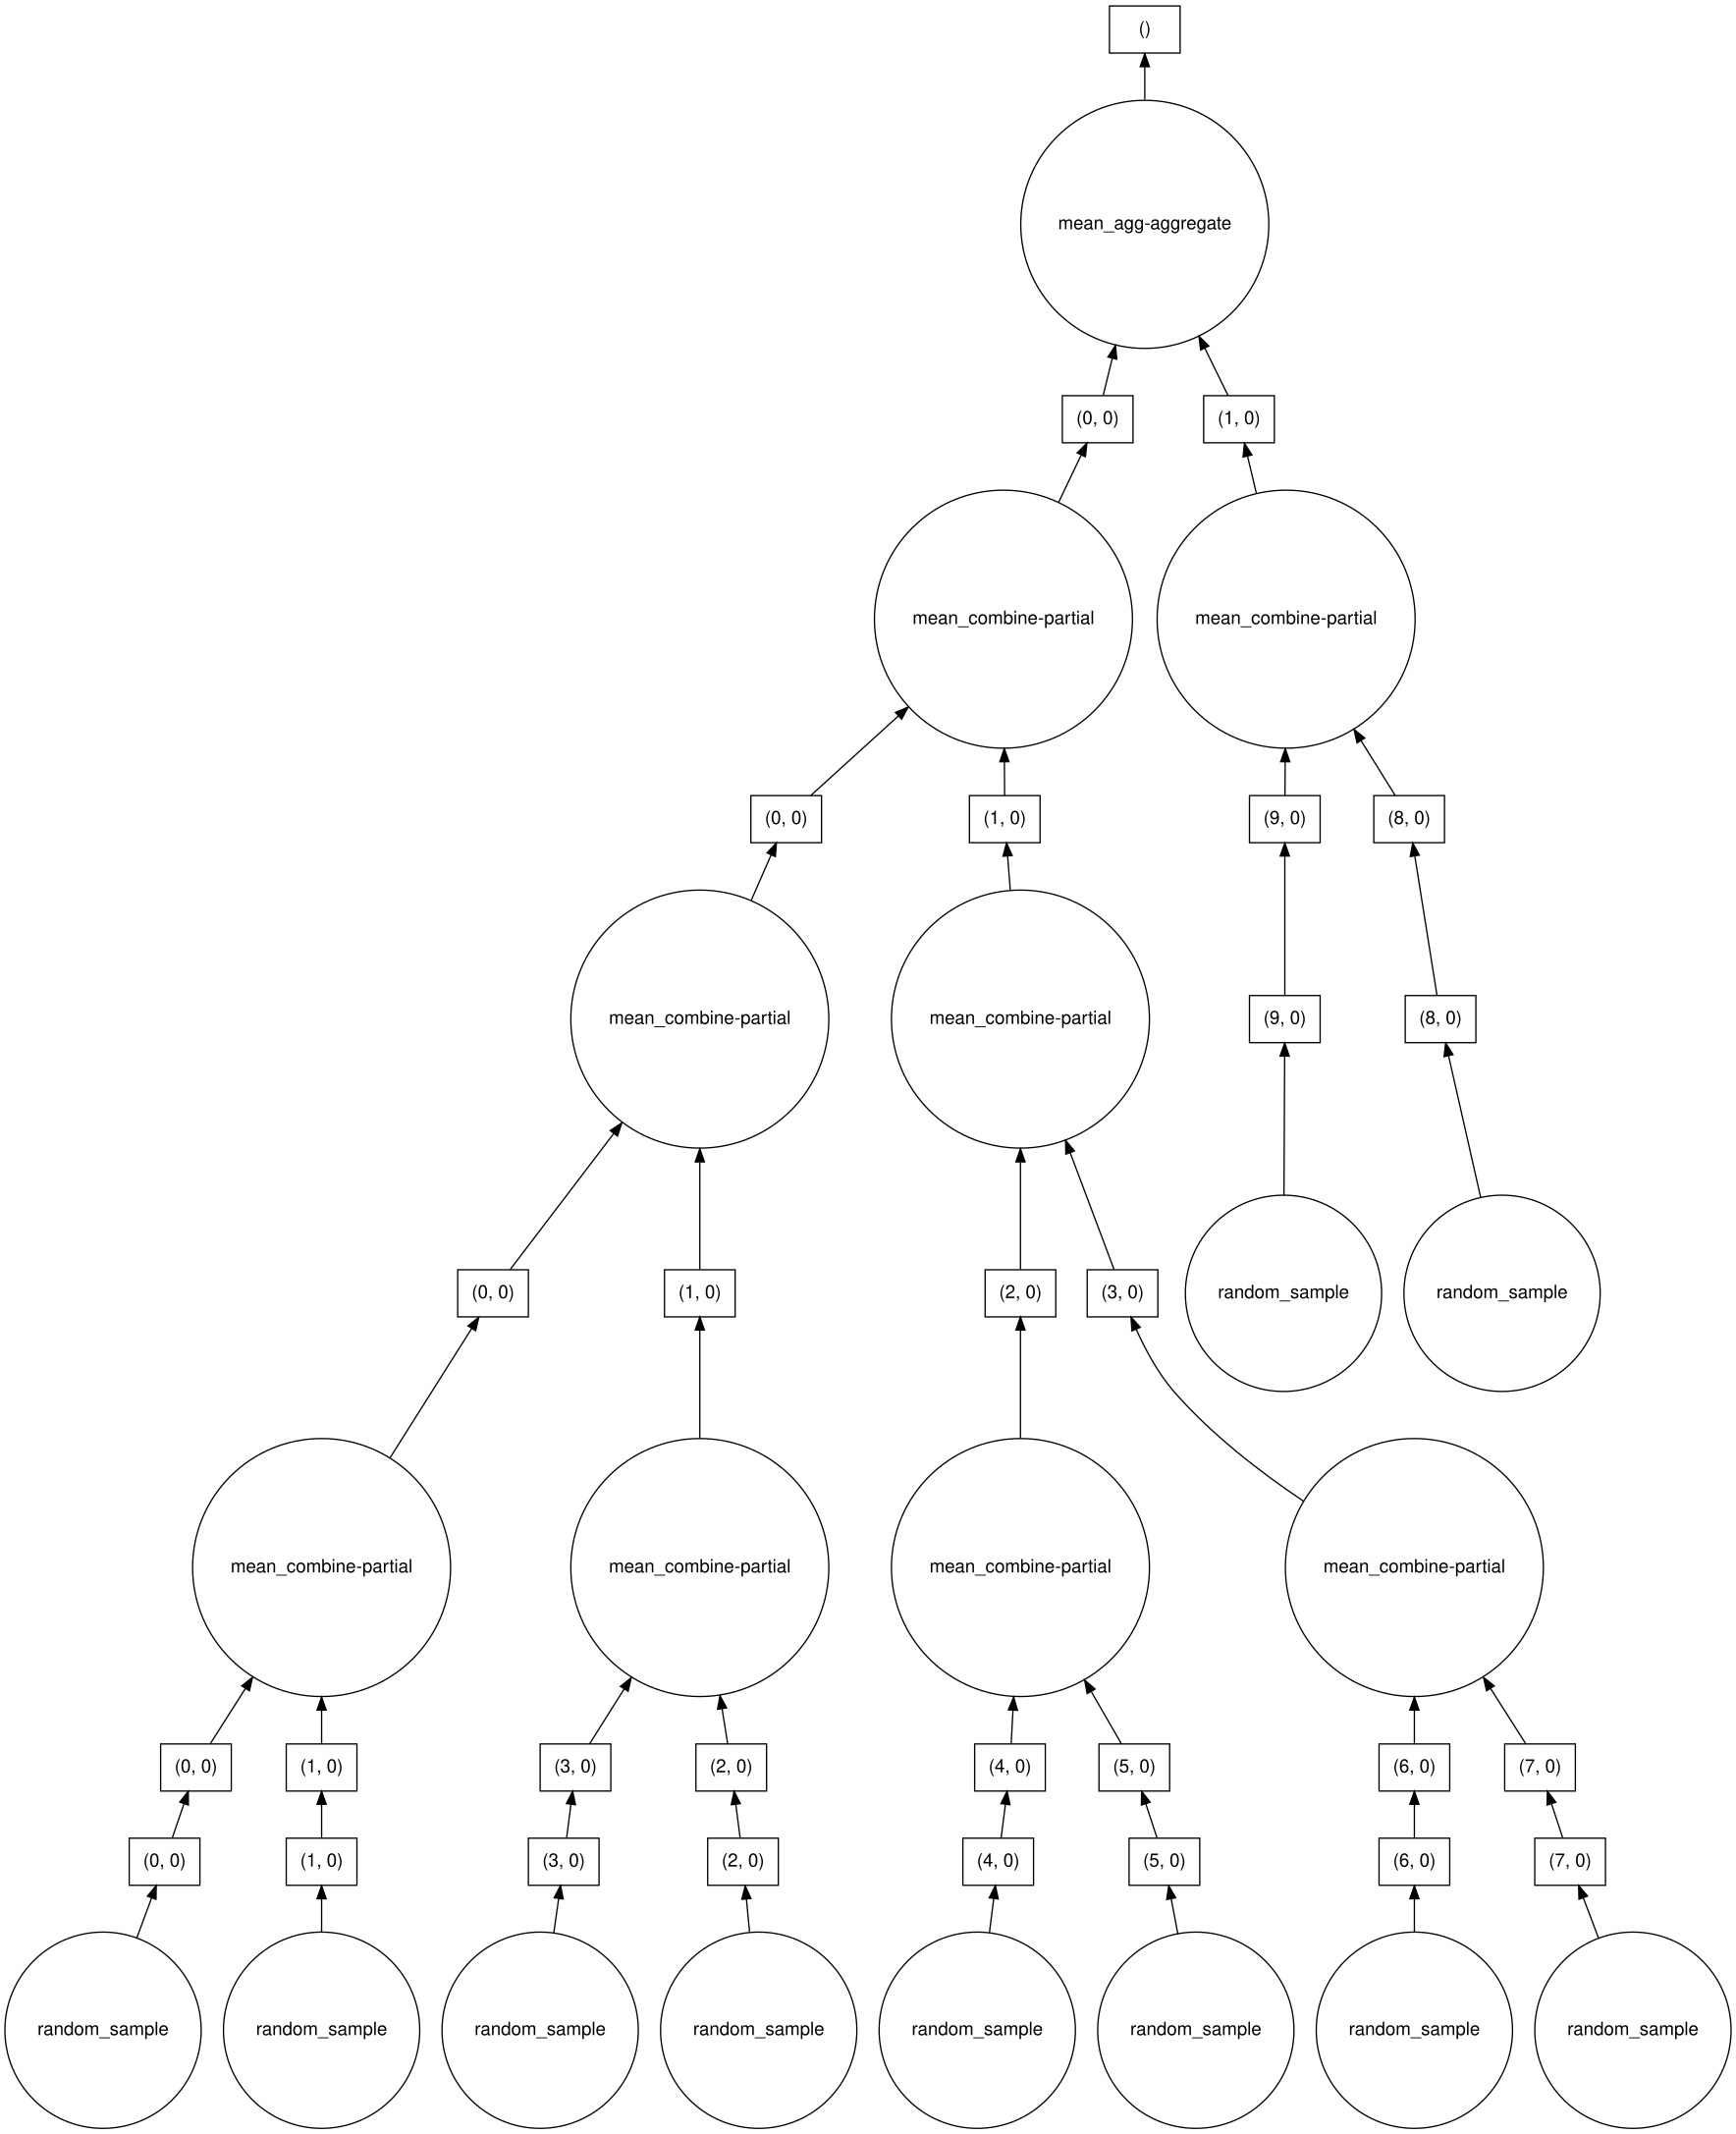 ()
mean_agg-aggregate
(0, 0)
(1, 0)
mean_combine-partial
mean_combine-partial
(0, 0)
(1, 0)
(9, 0)
(8, 0)
mean_combine-partial
mean_combine-partial
(9, 0)
(8, 0)
(0, 0)
(1, 0)
(2, 0)
(3, 0)
random_sample
random_sample
mean_combine-partial
mean_combine-partial
mean_combine-partial
mean_combine-partial
(0, 0)
(1, 0)
(3, 0)
(2, 0)
(4, 0)
(5, 0)
(6, 0)
(7, 0)
(0, 0)
(1, 0)
(3, 0)
(2, 0)
(4, 0)
(5, 0)
(6, 0)
(7, 0)
random_sample
random_sample
random_sample
random_sample
random_sample
random_sample
random_sample
random_sample